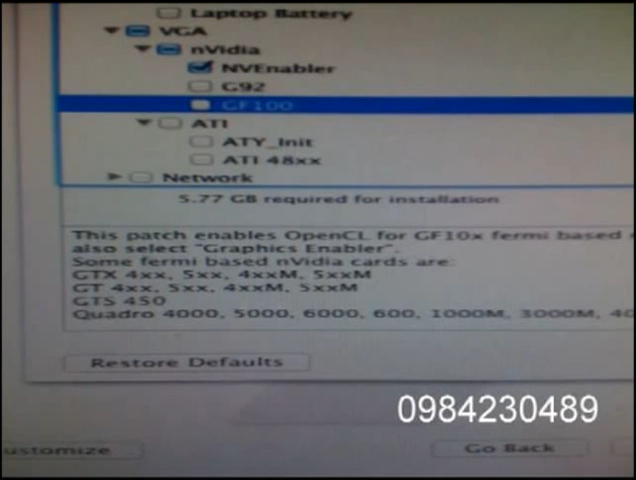 Laptop Battery
VGA
nVidia
NVEnabler
G92
GF100
ATI
ATY_Init
ATI 48xx
Network
5.77 GB required for installation
This patch enables OpenCL for GF10x fermi based
also select "Graphics Enabler".
Some fermi based nVidia cards are:
GTX 4xx, 5xx, 4xxM, 5xxM
GT 4xx, 5xx, 4xxM, 5xxM
GTS 450
Quadro 4000, 5000, 6000, 600, 1000M, 3000M, 40
Restore Defaults
0984230489
ustomize
Go Back